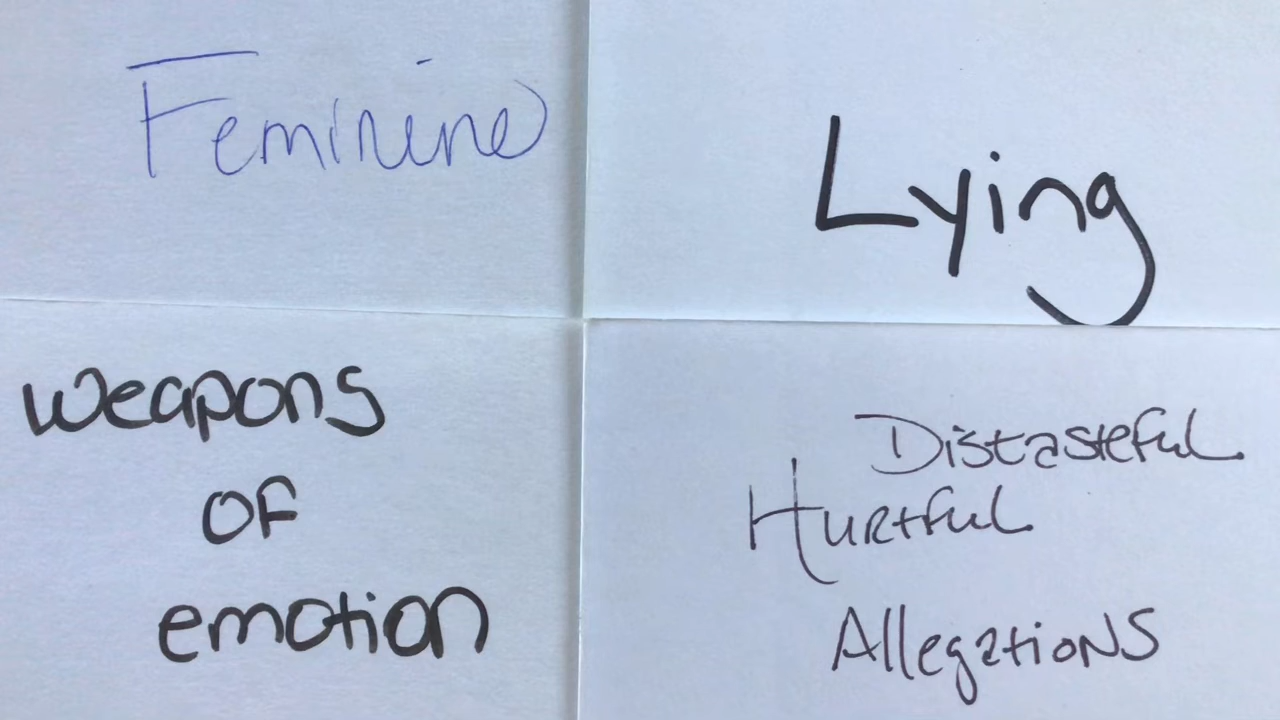 Feminine
Lying
weapons
of
emotion
Distasteful
Hurtful
Allegations